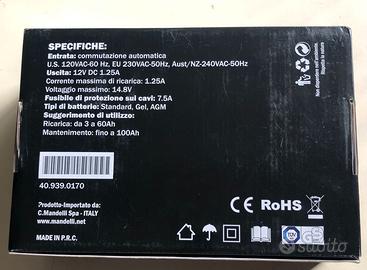 SPECIFICHE:
Entrata: commutazione automatica
U.S. 120VAC-60 Hz, EU 230VAC-50Hz, Aust/NZ-240VAC-50Hz
Uscita: 12V DC 1.25A
Corrente massima di ricarica: 1.25A
Voltaggio massimo: 14.8V
Fusibile di protezione sui cavi: 7.5A
Tipo di batterie: Standard, Gel, AGM
Suggerimento di utilizzo:
Ricarica: da 3 a 60Ah
Mantenimento: fino a 100Ah
40.939.0170
Prodotto-Importato da:
C.Mandelli Spa - ITALY
www.mandelli.net
MADE IN P.R.C.
CE RoHS
TÜV GS
subito